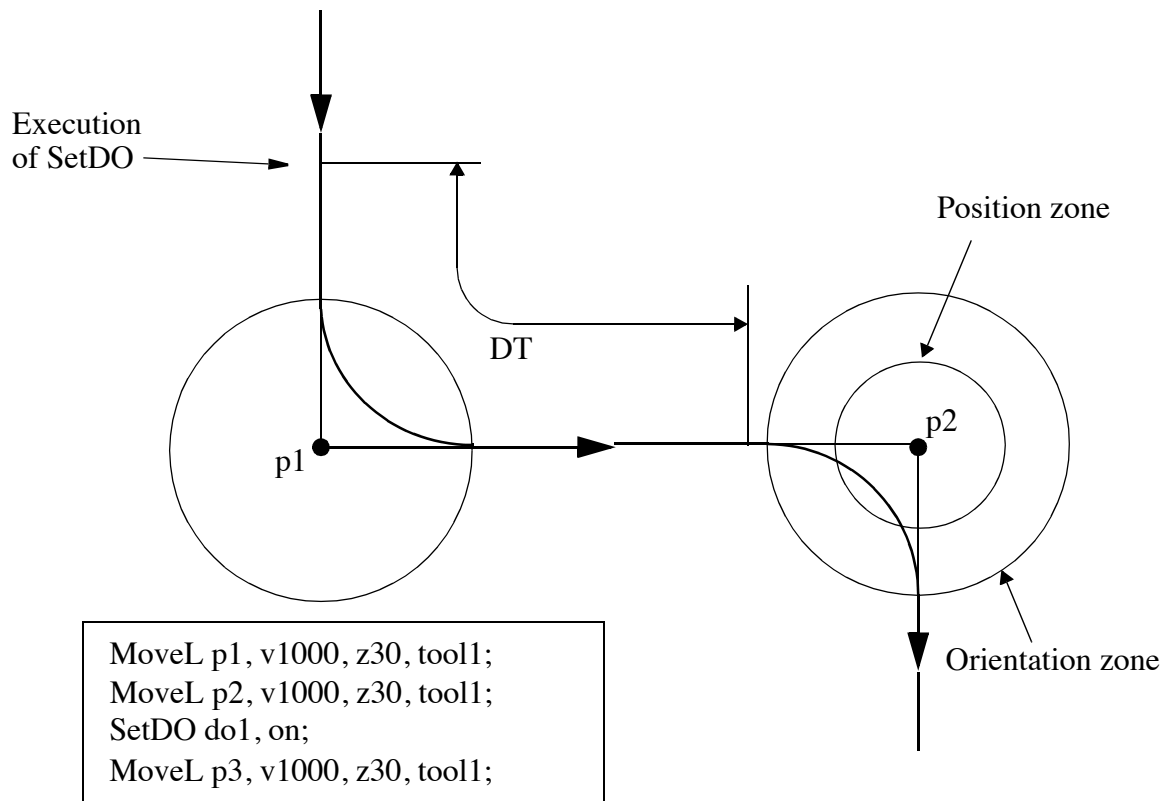 Execution
of SetDO
Position zone
DT
p1
p2
Orientation zone
MoveL p1, v1000, z30, tool1;
MoveL p2, v1000, z30, tool1;
SetDO do1, on;
MoveL p3, v1000, z30, tool1;